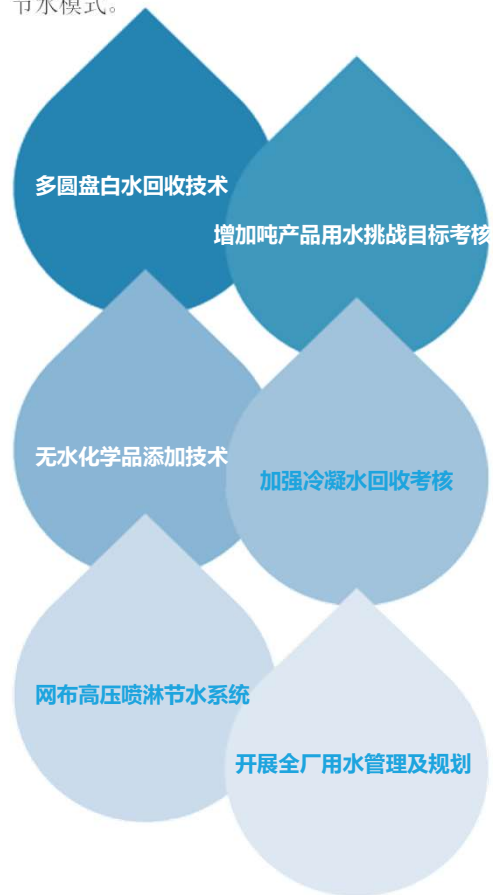 节水模式。
多圆盘白水回收技术
增加吨产品用水挑战目标考核
无水化学品添加技术
加强冷凝水回收考核
网布高压喷淋节水系统
开展全厂用水管理及规划